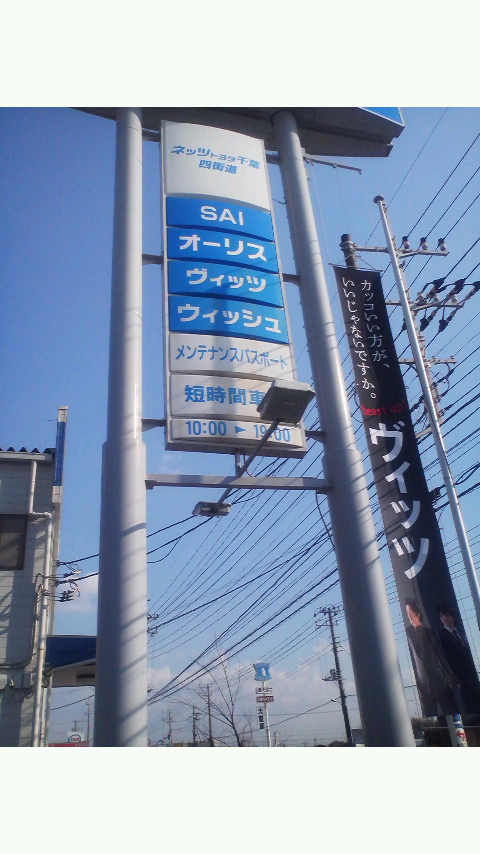 ネッツトヨタ千葉
四街道
SAI
オーリス
ヴィッツ
ウィッシュ
メンテナンスパスポート
短時間車
10:00 ▶ 19:00
カッコいい方が、
いいじゃないですか。
ヴィッツ